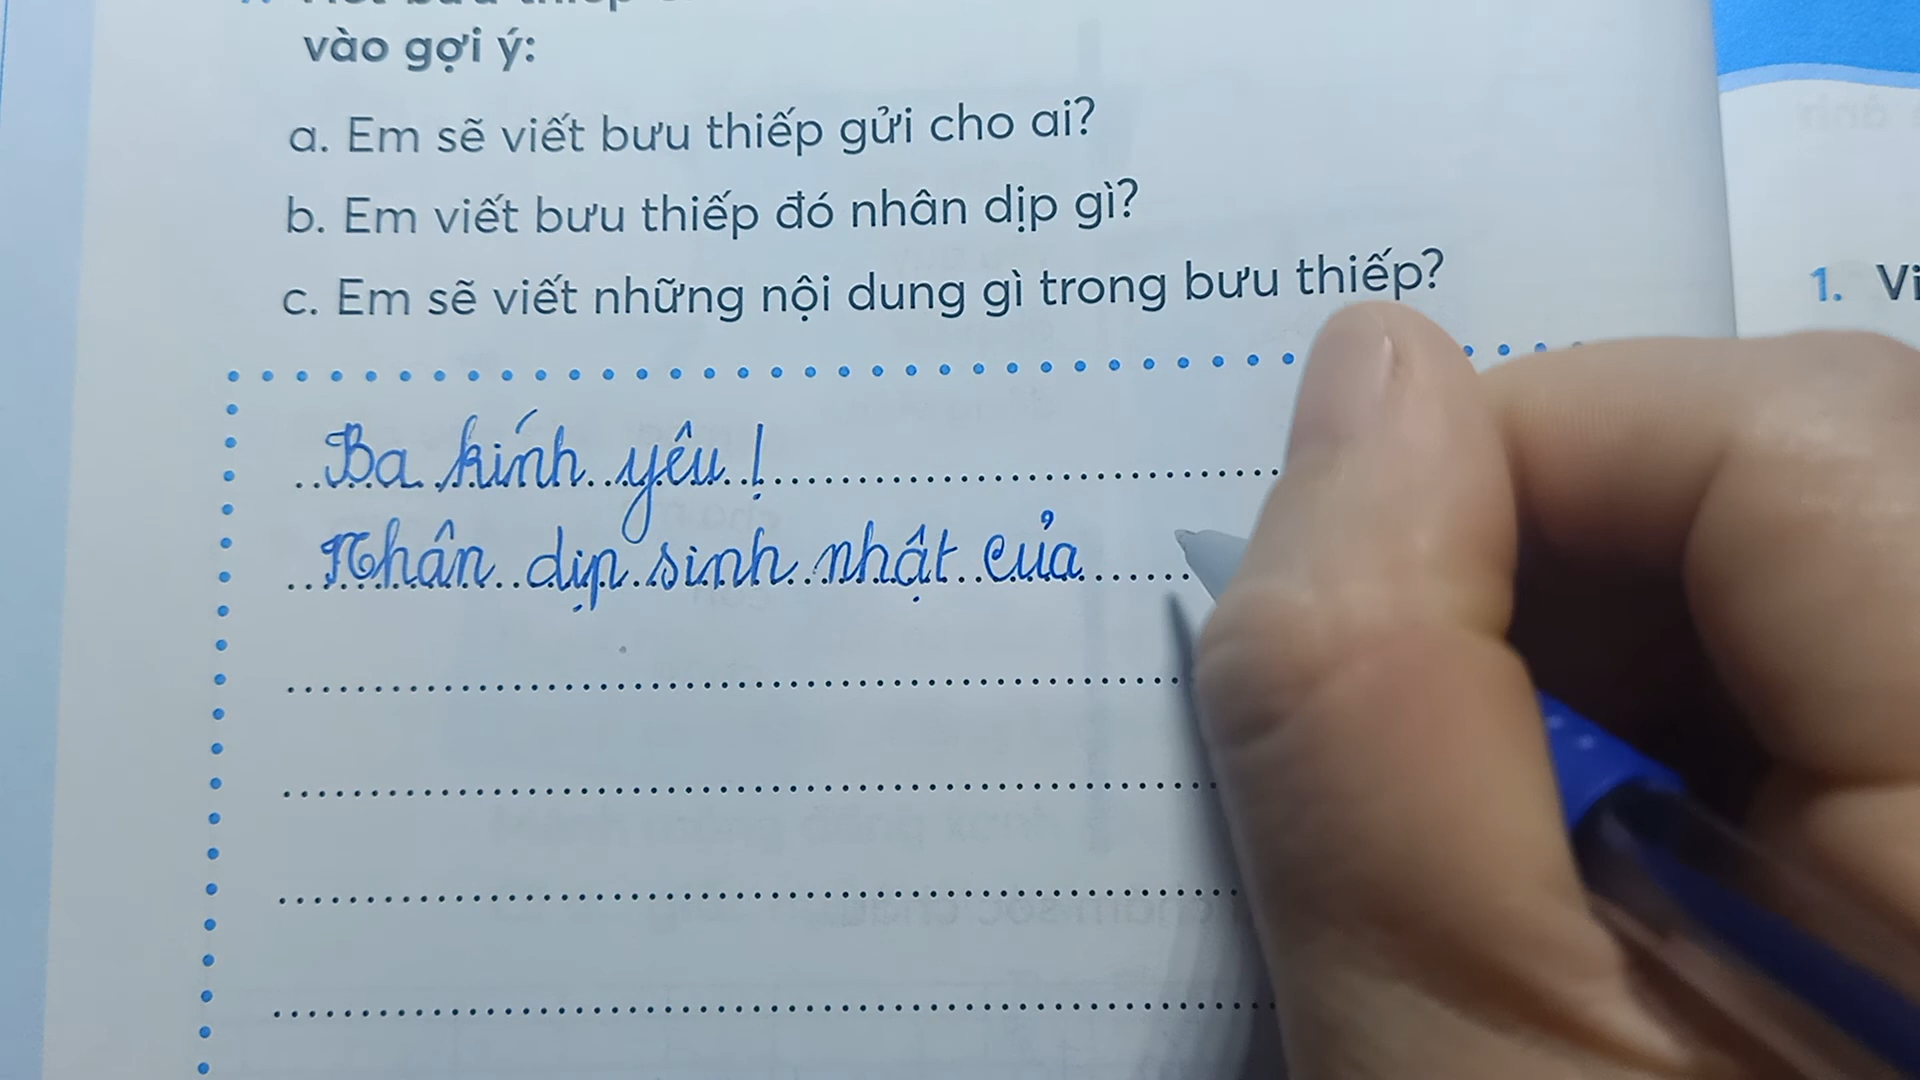 vào gợi ý:
a. Em sẽ viết bưu thiếp gửi cho ai?
b. Em viết bưu thiếp đó nhân dịp gì?
c. Em sẽ viết những nội dung gì trong bưu thiếp?
1. Vi
Ba kính yêu!
Nhân dịp sinh nhật của